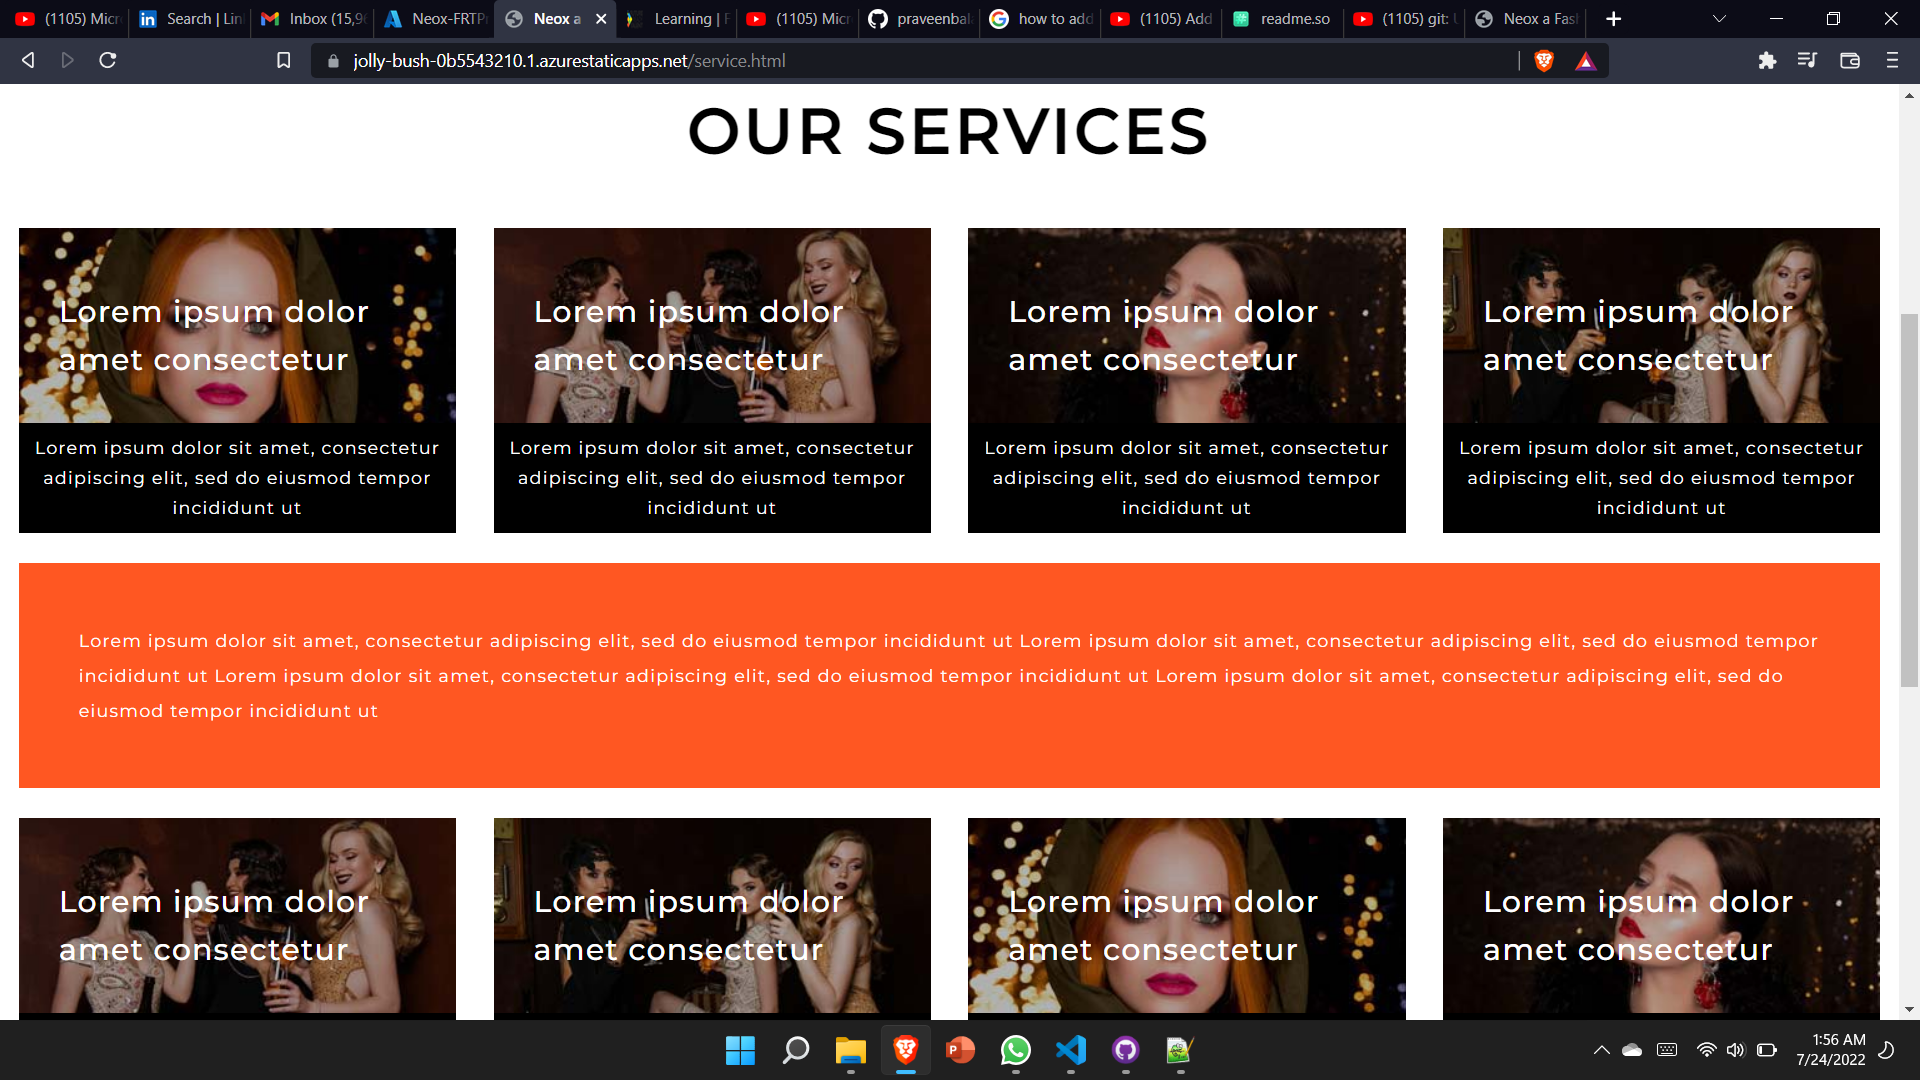 (1105) Micr
Search | Lin
Inbox (15,96
Neox-FRTP
Neox a
Learning | F
(1105) Micr
praveenbal
how to add
(1105) Add
readme.so
(1105) git:
Neox a Fas
jolly-bush-0b5543210.1.azurestaticapps.net/service.html
OUR SERVICES
Lorem ipsum dolor
amet consectetur
Lorem ipsum dolor sit amet, consectetur
adipiscing elit, sed do eiusmod tempor
incididunt ut
Lorem ipsum dolor
amet consectetur
Lorem ipsum dolor sit amet, consectetur
adipiscing elit, sed do eiusmod tempor
incididunt ut
Lorem ipsum dolor
amet consectetur
Lorem ipsum dolor sit amet, consectetur
adipiscing elit, sed do eiusmod tempor
incididunt ut
Lorem ipsum dolor
amet consectetur
Lorem ipsum dolor sit amet, consectetur
adipiscing elit, sed do eiusmod tempor
incididunt ut
Lorem ipsum dolor sit amet, consectetur adipiscing elit, sed do eiusmod tempor incididunt ut Lorem ipsum dolor sit amet, consectetur adipiscing elit, sed do eiusmod tempor
incididunt ut Lorem ipsum dolor sit amet, consectetur adipiscing elit, sed do eiusmod tempor incididunt ut Lorem ipsum dolor sit amet, consectetur adipiscing elit, sed do
eiusmod tempor incididunt ut
Lorem ipsum dolor
amet consectetur
Lorem ipsum dolor
amet consectetur
Lorem ipsum dolor
amet consectetur
Lorem ipsum dolor
amet consectetur
1:56 AM
7/24/2022